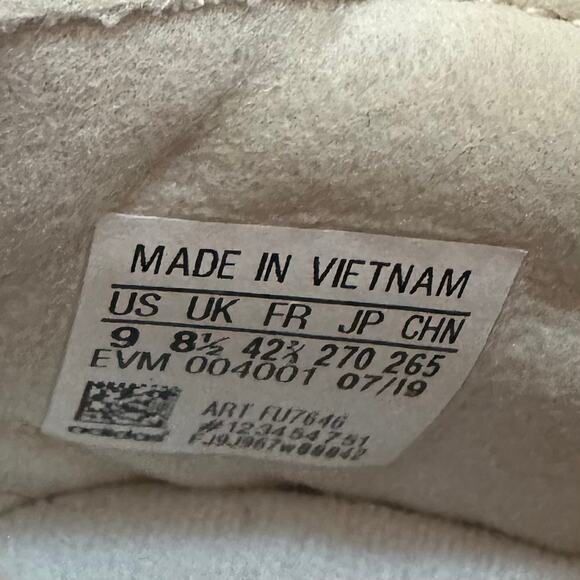 MADE IN VIETNAM
US UK FR JP CHN
9 8½ 42⅔ 270 265
EVM 004001 07/19
ART FU7646
#123454751
adidas